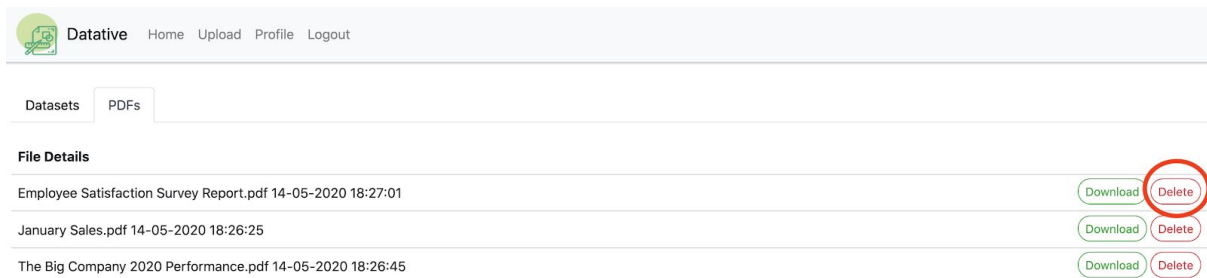 Datative Home Upload Profile Logout
Datasets PDFs
File Details
Employee Satisfaction Survey Report.pdf 14-05-2020 18:27:01 Download Delete
January Sales.pdf 14-05-2020 18:26:25 Download Delete
The Big Company 2020 Performance.pdf 14-05-2020 18:26:45 Download Delete